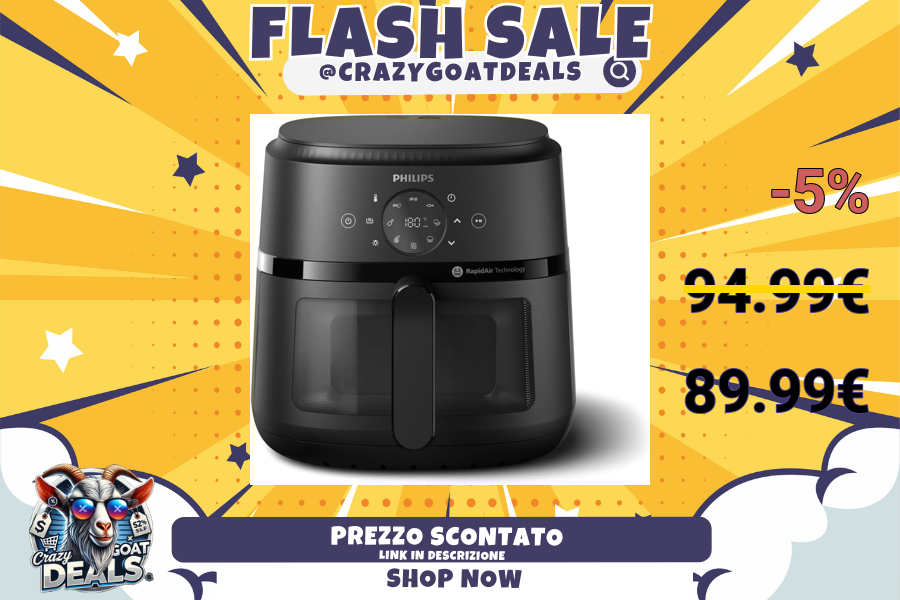 FLASH SALE
@CRAZYGOATDEALS
PHILIPS
180°
RapidAir Technology
-5%
94.99€
89.99€
$
52%
Crazy
GOAT
DEALS
PREZZO SCONTATO
LINK IN DESCRIZIONE
SHOP NOW